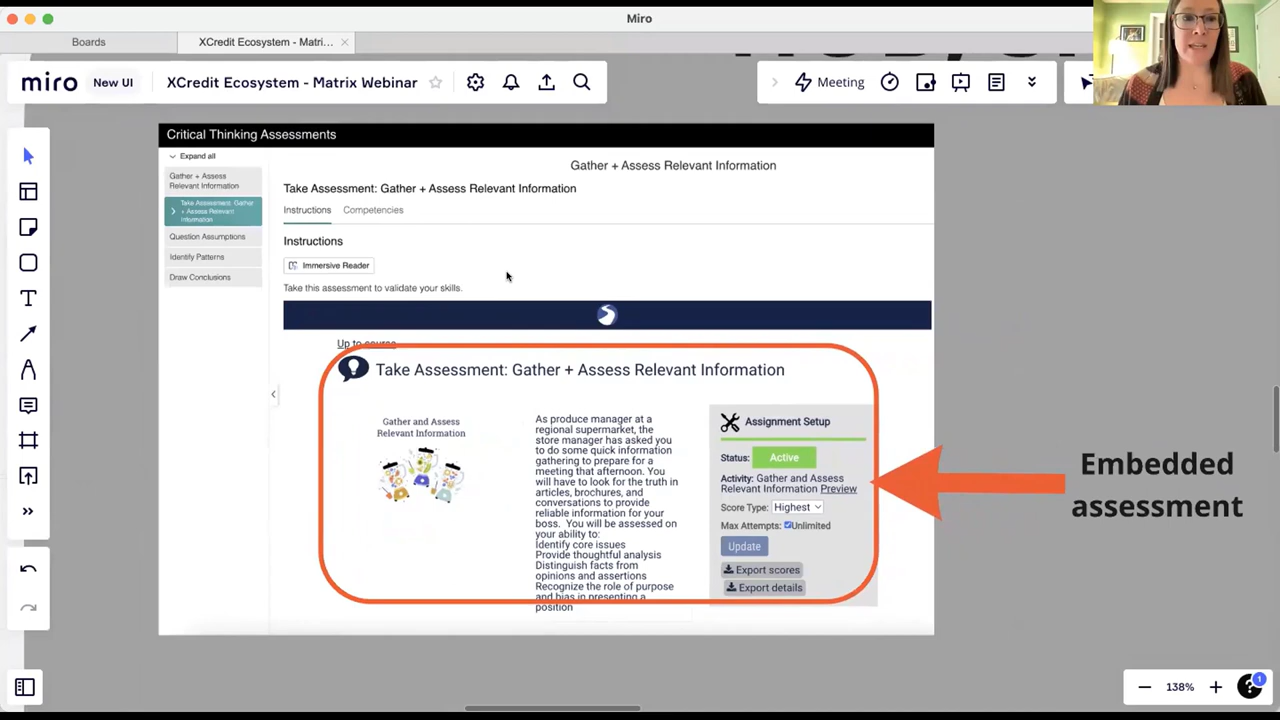 Miro
Boards
XCredit Ecosystem - Matri...
miro
New UI
XCredit Ecosystem - Matrix Webinar
Meeting
Critical Thinking Assessments
Expand all
Gather + Assess
Relevant Information
Take Assessment: Gather
+ Assess Relevant
Information
Question Assumptions
Identify Patterns
Draw Conclusions
Gather + Assess Relevant Information
Take Assessment: Gather + Assess Relevant Information
Instructions
Competencies
Instructions
Immersive Reader
Take this assessment to validate your skills.
Up to course
Take Assessment: Gather + Assess Relevant Information
Gather and Assess
Relevant Information
As produce manager at a
regional supermarket, the
store manager has asked you
to do some quick information
gathering to prepare for a
meeting that afternoon. You
will have to look for the truth in
articles, brochures, and
conversations to provide
reliable information for your
boss. You will be assessed on
your ability to:
Identify core issues
Provide thoughtful analysis
Distinguish facts from
opinions and assertions
Recognize the role of purpose
and bias in presenting a
position
Assignment Setup
Status: Active
Activity: Gather and Assess
Relevant Information Preview
Score Type: Highest
Max Attempts: Unlimited
Update
Export scores
Export details
Embedded
assessment
138%
1